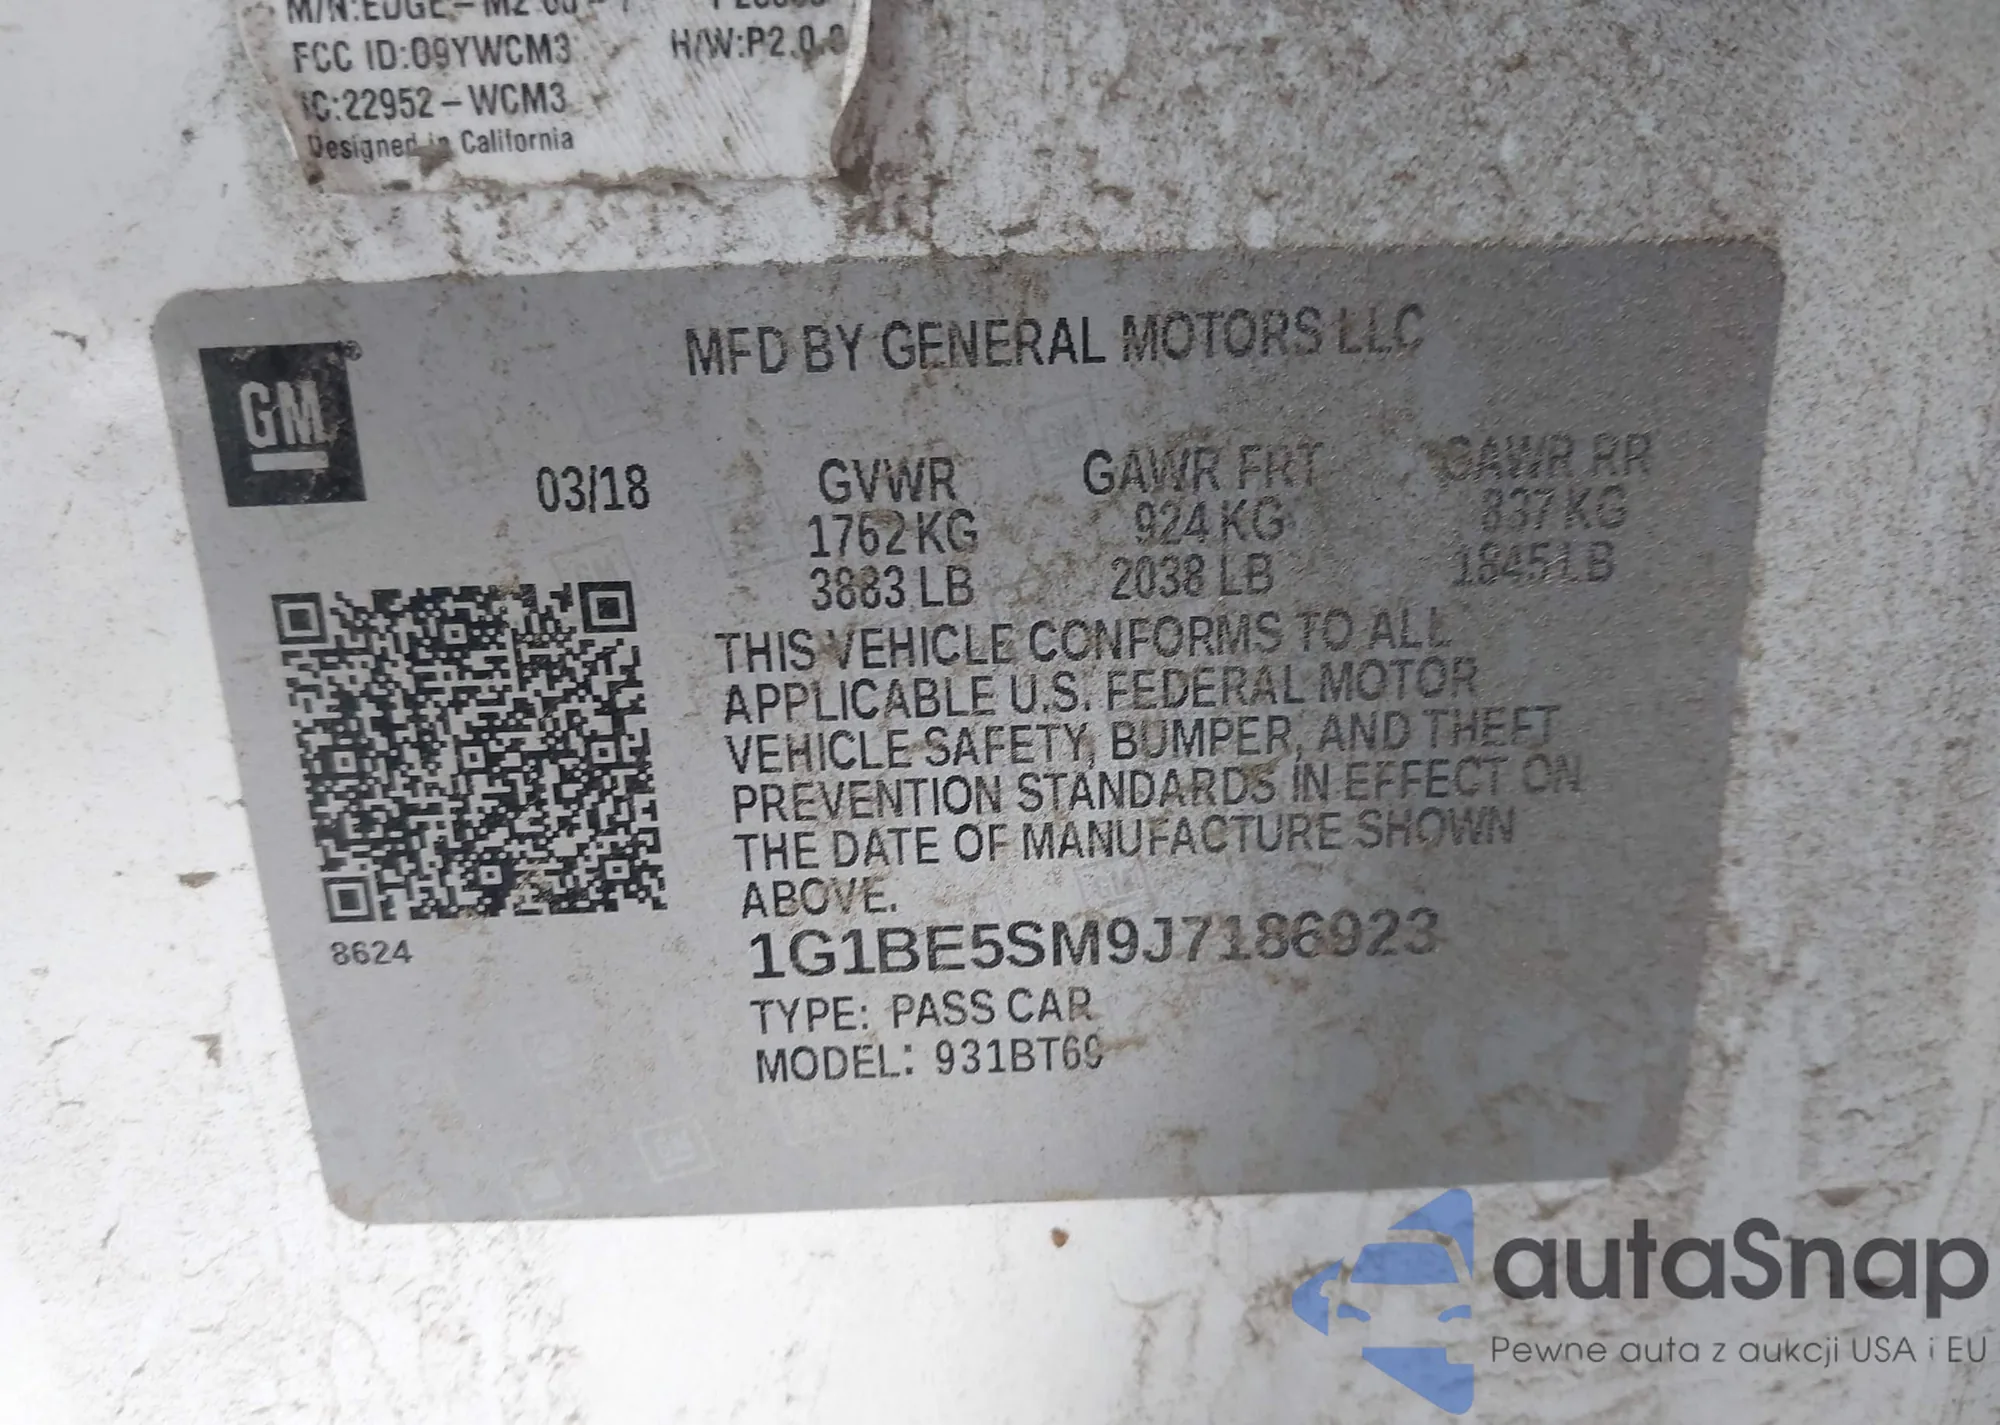 FCC ID:09YWCM3 H/W:P2.0.0
IC:22952-WCM3
Designed in California
MFD BY GENERAL MOTORS LLC
GM
03/18 GVWR GAWR FRT GAWR RR
1762 KG 924 KG 837 KG
3883 LB 2038 LB 1845 LB
THIS VEHICLE CONFORMS TO ALL
APPLICABLE U.S. FEDERAL MOTOR
VEHICLE SAFETY, BUMPER, AND THEFT
PREVENTION STANDARDS IN EFFECT ON
THE DATE OF MANUFACTURE SHOWN
ABOVE.
8624
1G1BE5SM9J7186923
TYPE: PASS CAR
MODEL: 931BT69
autaSnap
Pewne auta z aukcji USA i EU